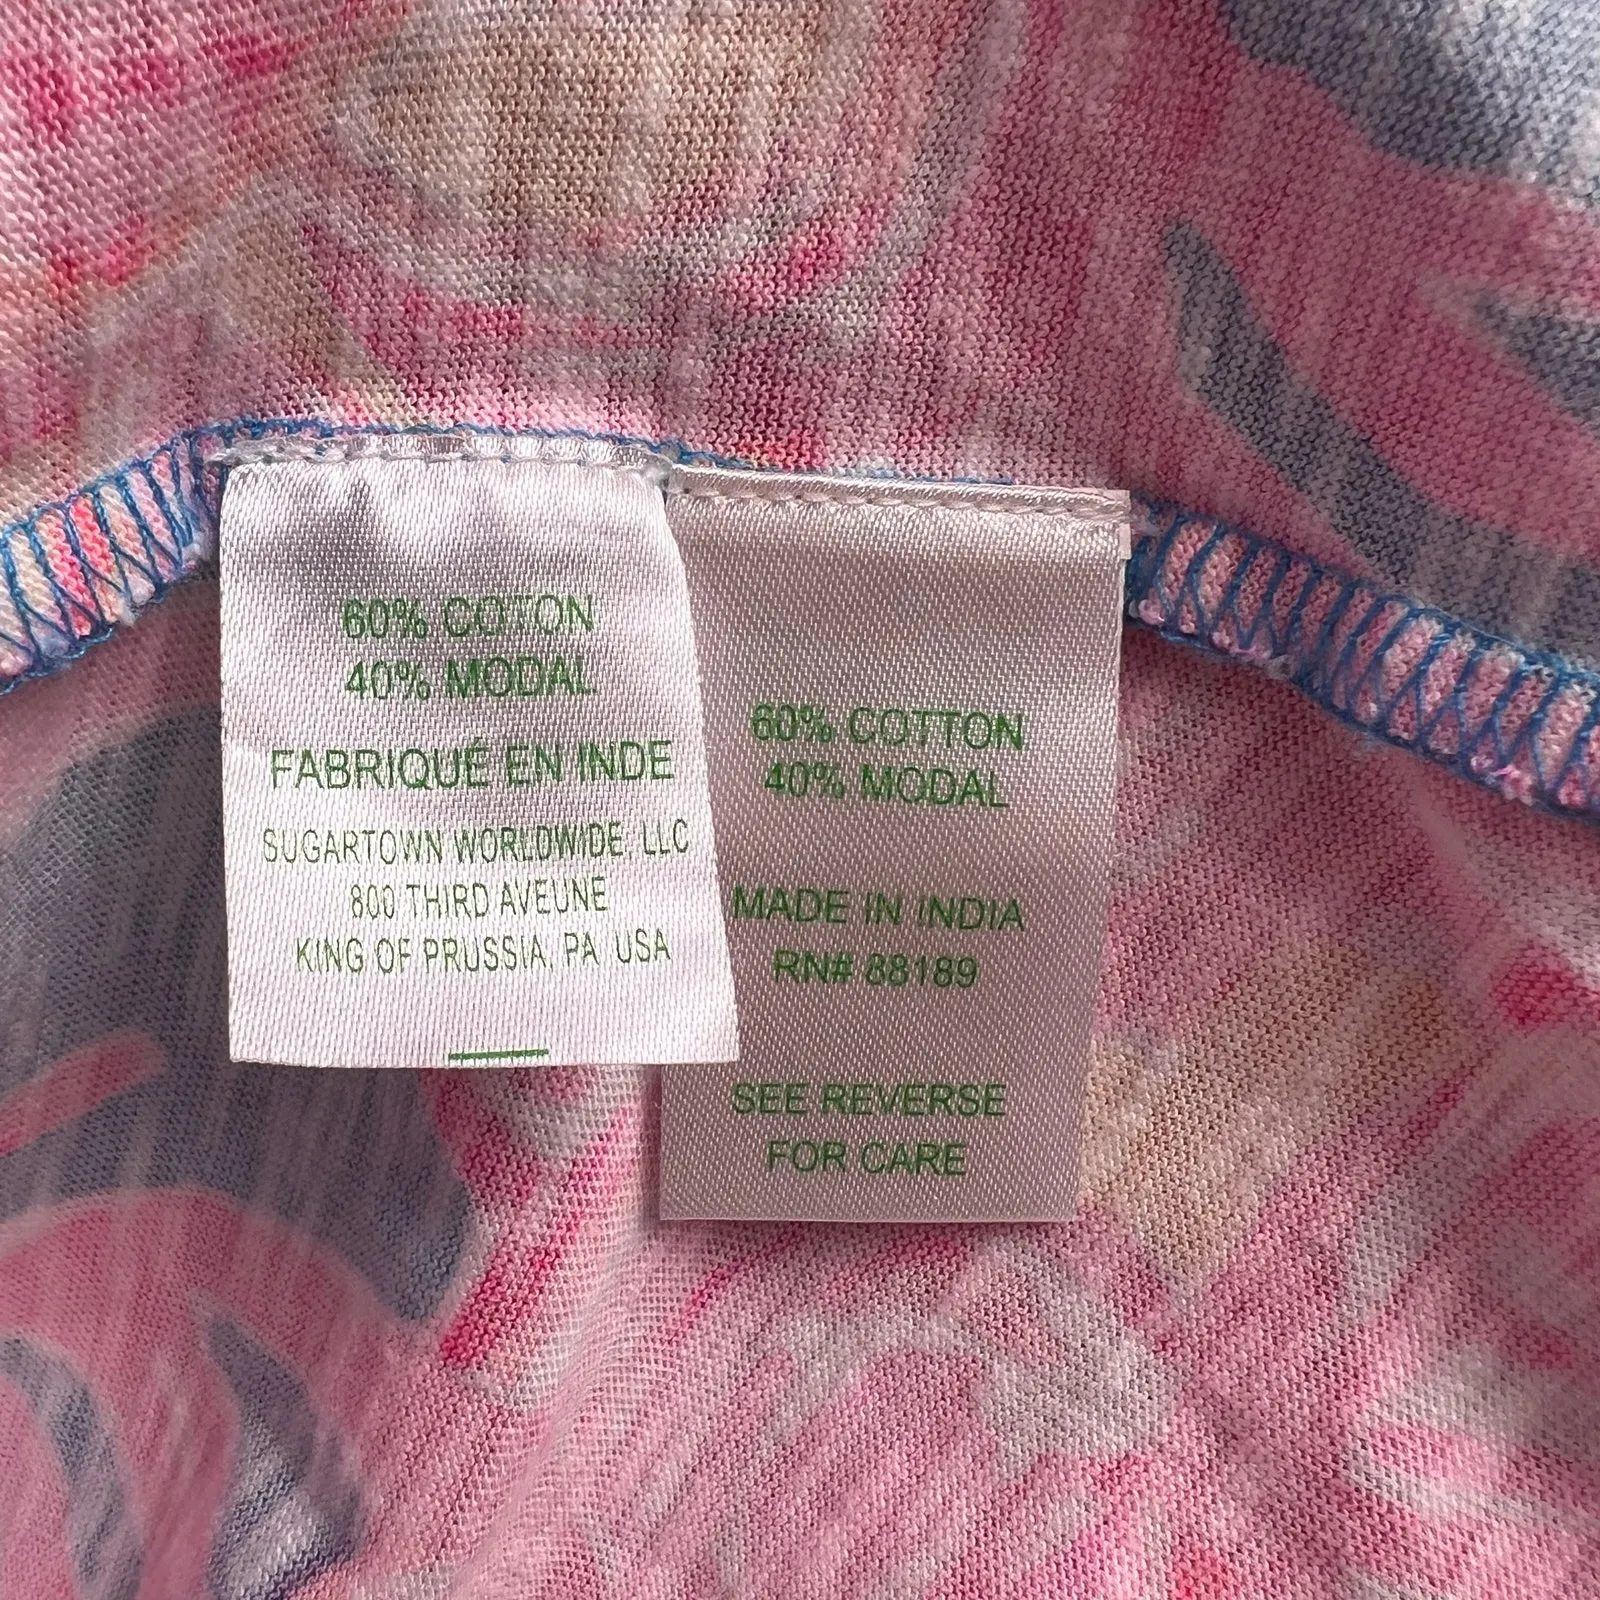 60% COTON
40% MODAL
FABRIQUÉ EN INDE
SUGARTOWN WORLDWIDE, LLC
800 THIRD AVEUNE
KING OF PRUSSIA, PA USA
60% COTTON
40% MODAL
MADE IN INDIA
RN# 88189
SEE REVERSE
FOR CARE